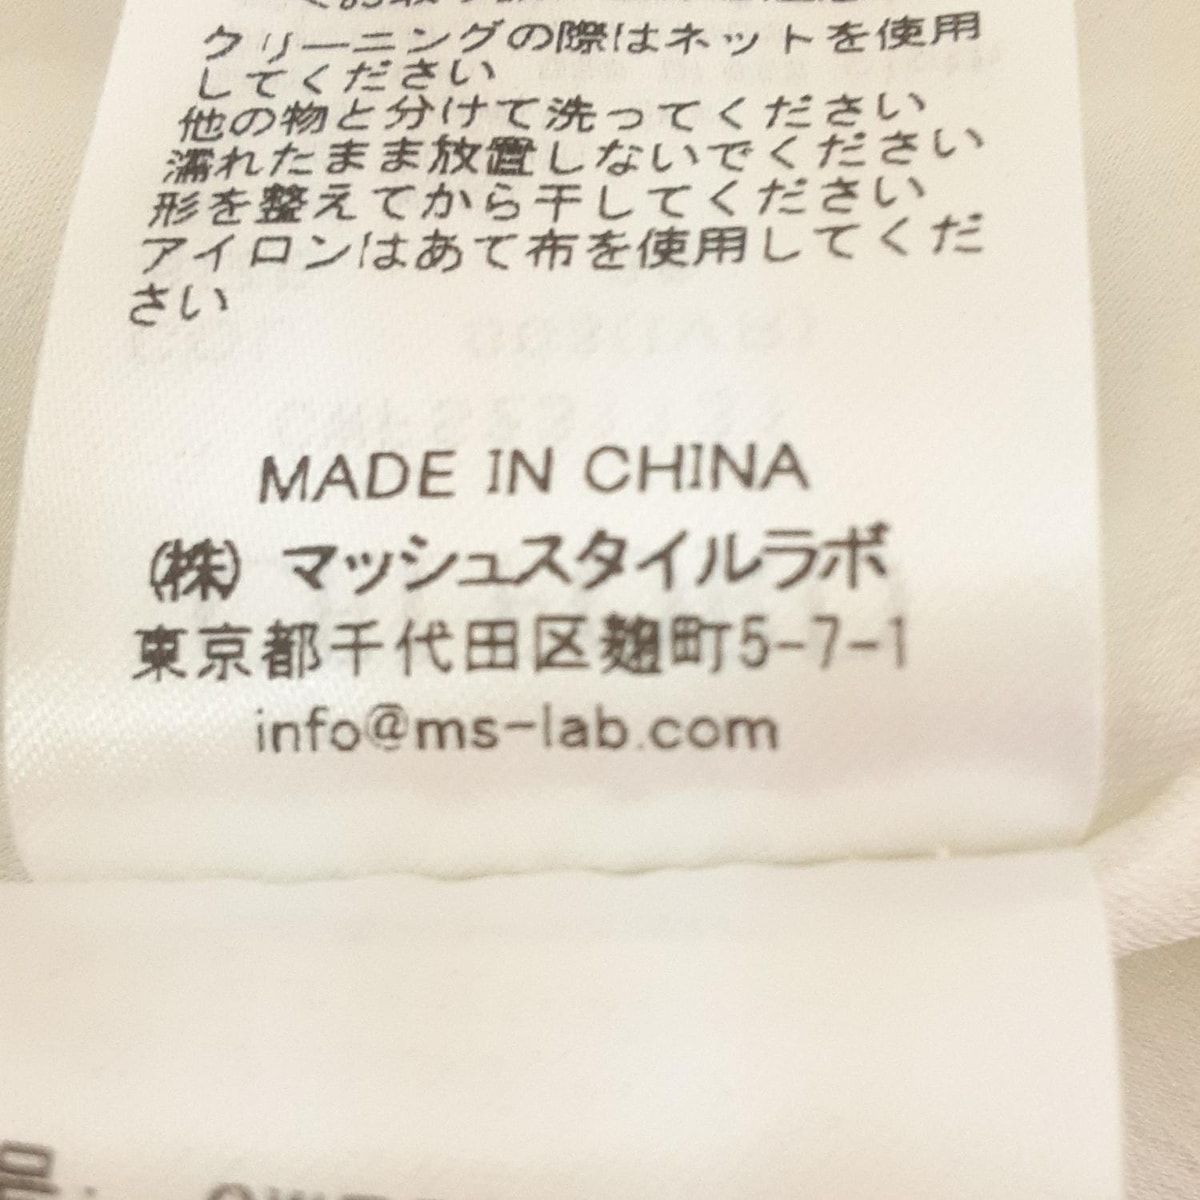 クリーニングの際はネットを使用
してください
他の物と分けて洗ってください
濡れたまま放置しないでください
形を整えてから干してください
アイロンはあて布を使用してくだ
さい
MADE IN CHINA
(株) マッシュスタイルラボ
東京都千代田区麹町5-7-1
info@ms-lab.com